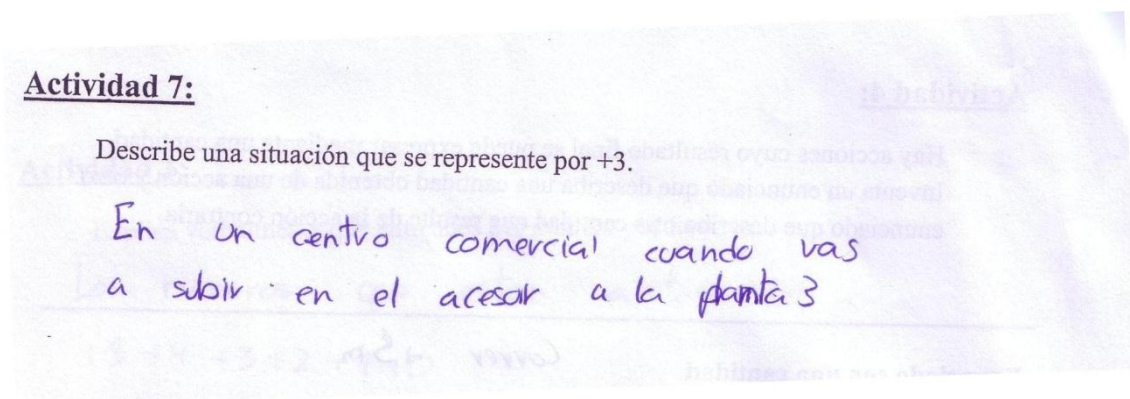 Actividad 7:
Describe una situación que se represente por +3.
En un centro comercial cuando vas
a subir en el acesor a la planta 3